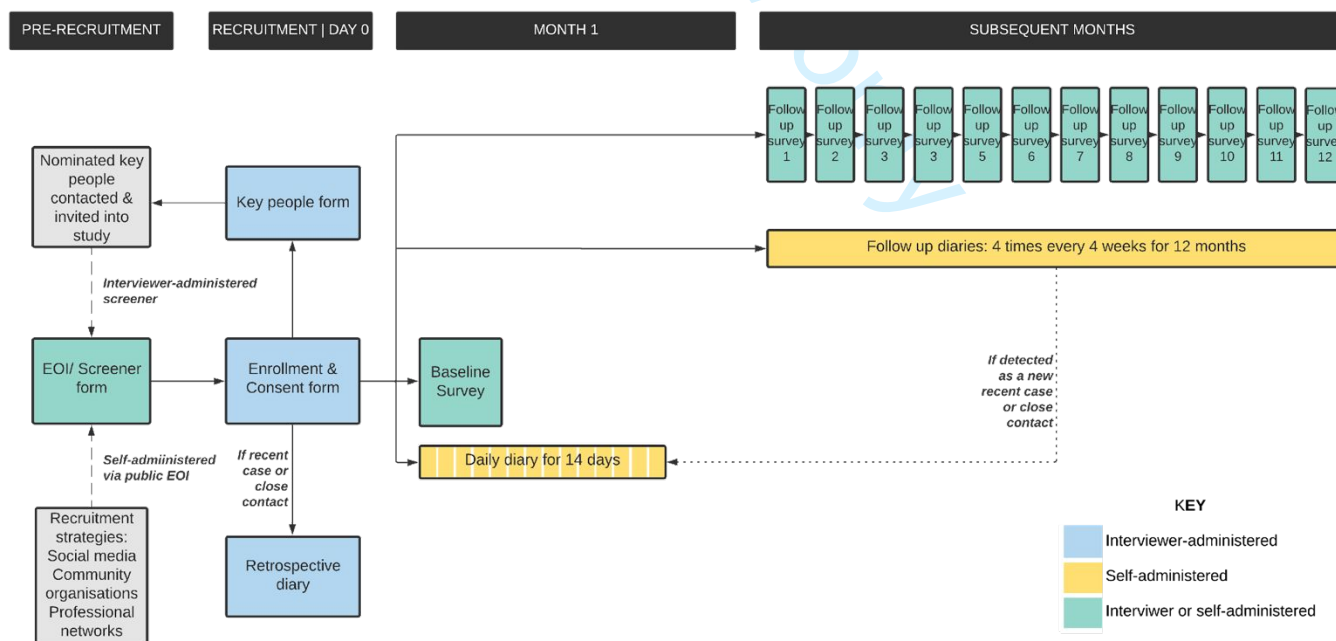 PRE-RECRUITMENT
RECRUITMENT | DAY 0
MONTH 1
SUBSEQUENT MONTHS
Follow
up
survey
1
Follow
up
survey
2
Follow
up
survey
3
Follow
up
survey
3
Follow
up
survey
5
Follow
up
survey
6
Follow
up
survey
7
Follow
up
survey
8
Follow
up
survey
9
Follow
up
survey
10
Follow
up
survey
11
Follow
up
survey
12
Nominated key
people
contacted &
invited into
study
Key people form
Follow up diaries: 4 times every 4 weeks for 12 months
Interviewer-administered
screener
EOI/ Screener
form
Enrollment &
Consent form
Baseline
Survey
If detected
as a new
recent case
or close
contact
Self-admiinistered
via public EOI
If recent
case or
close
contact
Daily diary for 14 days
Recruitment
strategies:
Social media
Community
organisations
Professional
networks
Retrospective
diary
KEY
Interviewer-administered
Self-administered
Interviwer or self-administered